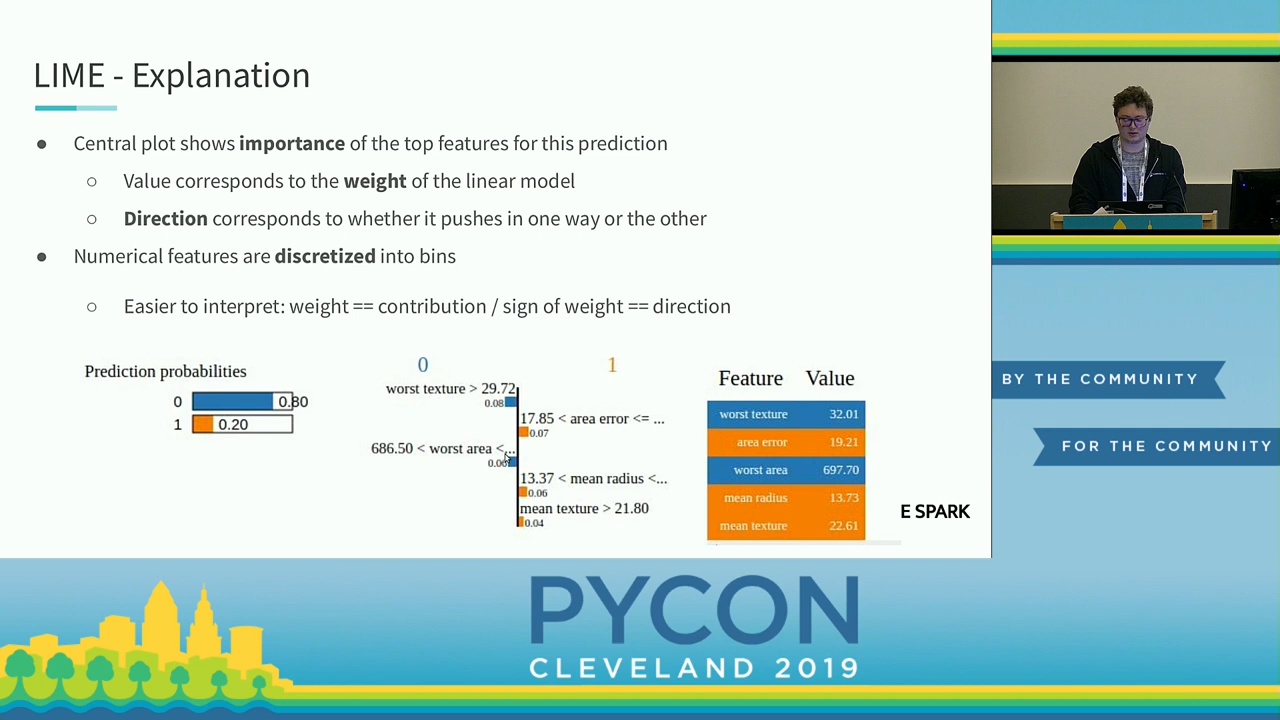 LIME - Explanation
● Central plot shows importance of the top features for this prediction
○ Value corresponds to the weight of the linear model
○ Direction corresponds to whether it pushes in one way or the other
● Numerical features are discretized into bins
○ Easier to interpret: weight == contribution / sign of weight == direction
Prediction probabilities
0 0.80
1 0.20
0 1
worst texture > 29.72
0.08
17.85 < area error <= ...
0.07
686.50 < worst area <...
0.06
13.37 < mean radius <...
0.06
mean texture > 21.80
0.04
Feature Value
worst texture 32.01
area error 19.21
worst area 697.70
mean radius 13.73
mean texture 22.61
E SPARK
BY THE COMMUNITY
FOR THE COMMUNITY
PYCON
CLEVELAND 2019